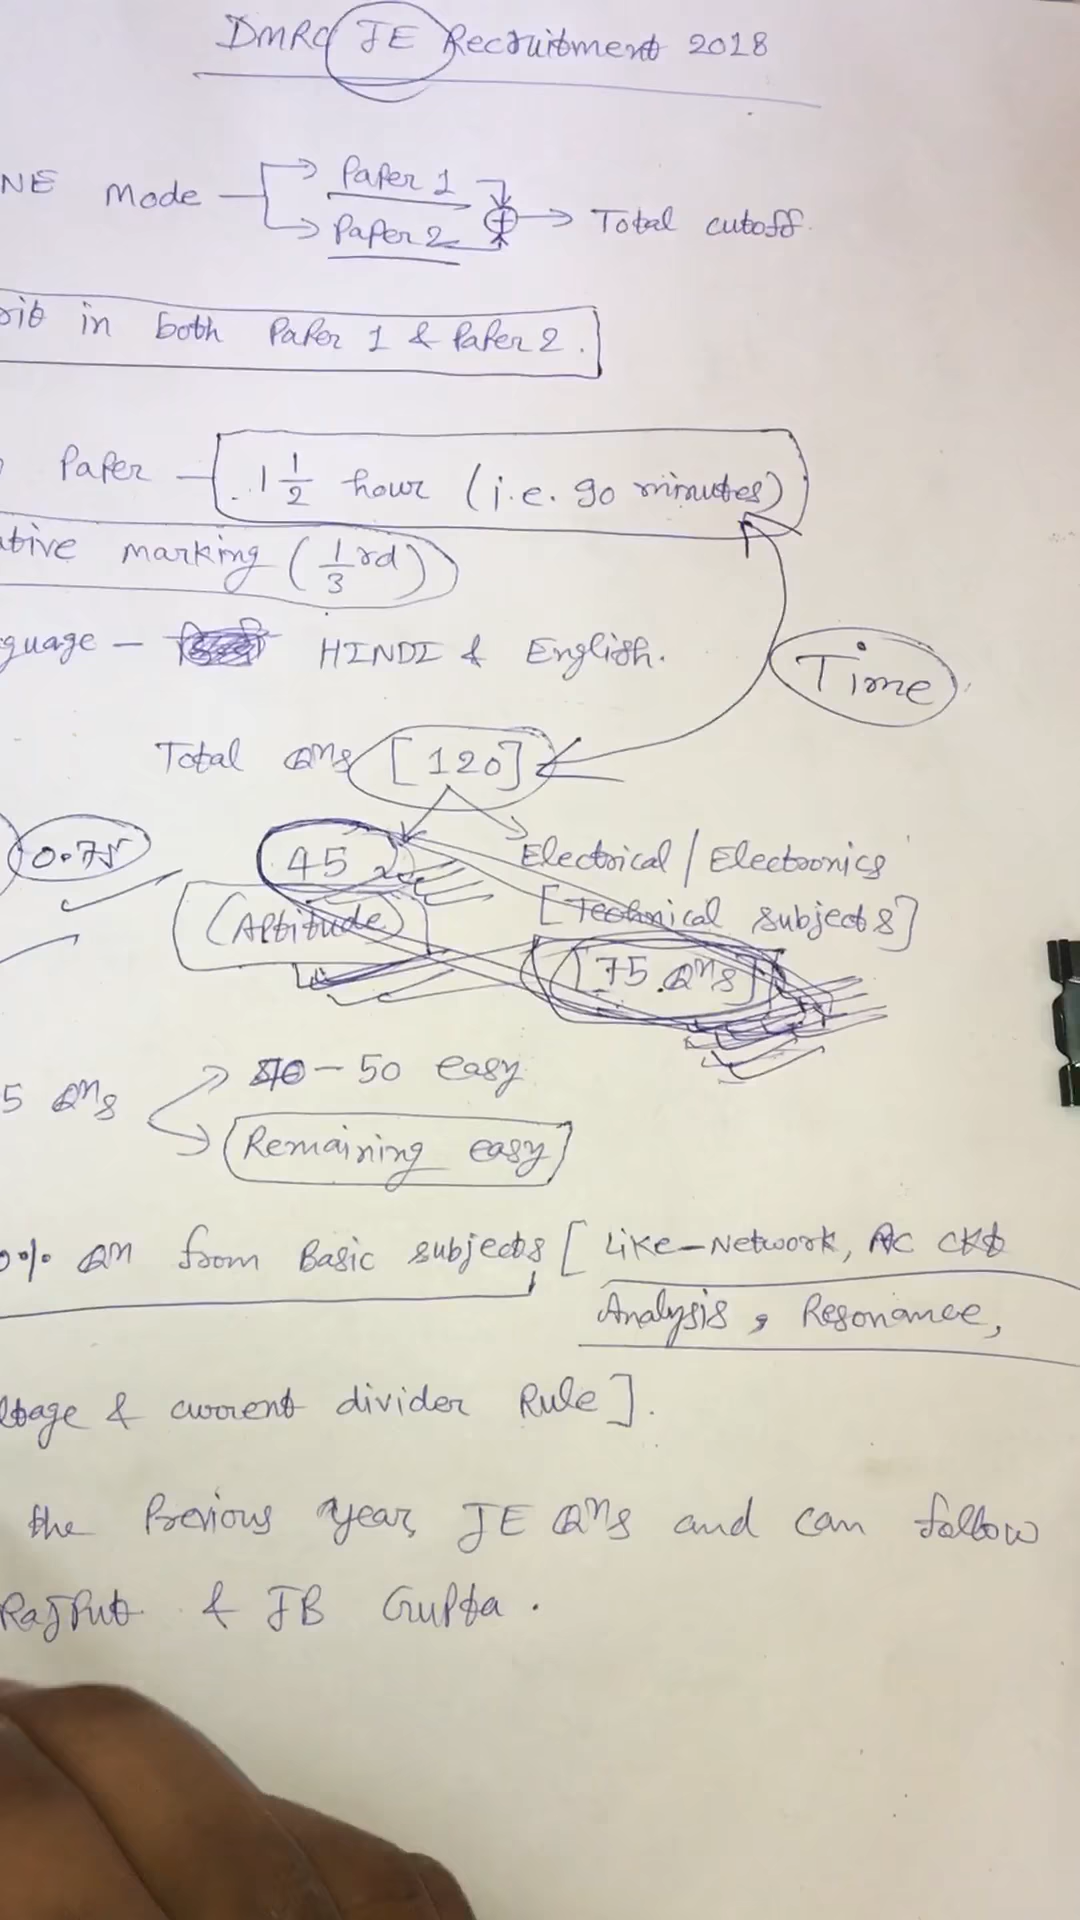 DMRC JE Recruitment 2018
NE Mode Paper 1
Paper 2
Total cutoff.
in both Paper 1 & Paper 2.
Paper - 1 1/2 hour (i.e. 90 minutes)
ative marking (1/3rd)
guage - HINDI & English.
Time
Total Qns [120]
0.75
45
Electrical / Electronics
(Aptitude)
[Technical subjects]
[75 Qns]
5 Qns
- 50 easy
Remaining easy
0% Qn from Basic subjects [Like-Network, AC ckt
Analysis, Resonance,
ltage & current divider Rule].
the Previous year JE Qns and can follow
Rajput & JB Gupta.